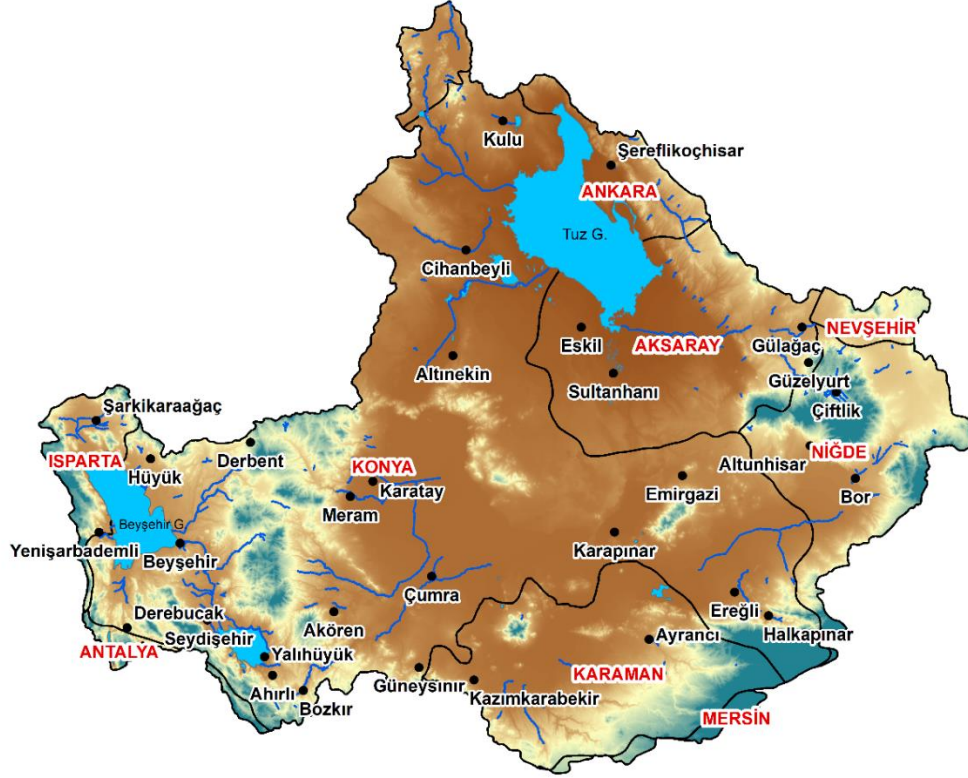 Kulu
Şereflikoçhisar
ANKARA
Tuz G.
Cihanbeyli
NEVŞEHİR
Eskil
AKSARAY
Gülağaç
Altınekin
Sultanhanı
Güzelyurt
Çiftlik
Şarkikaraağaç
Derbent
NİĞDE
ISPARTA
Hüyük
KONYA
Altunhisar
Karatay
Emirgazi
Bor
Meram
Beyşehir G.
Yenişarbademli
Karapınar
Beyşehir
Çumra
Ereğli
Derebucak
Akören
Halkapınar
Seydişehir
Ayrancı
ANTALYA
Yalıhüyük
KARAMAN
Güneysınır
Ahırlı
Kazımkarabekir
Bozkır
MERSİN